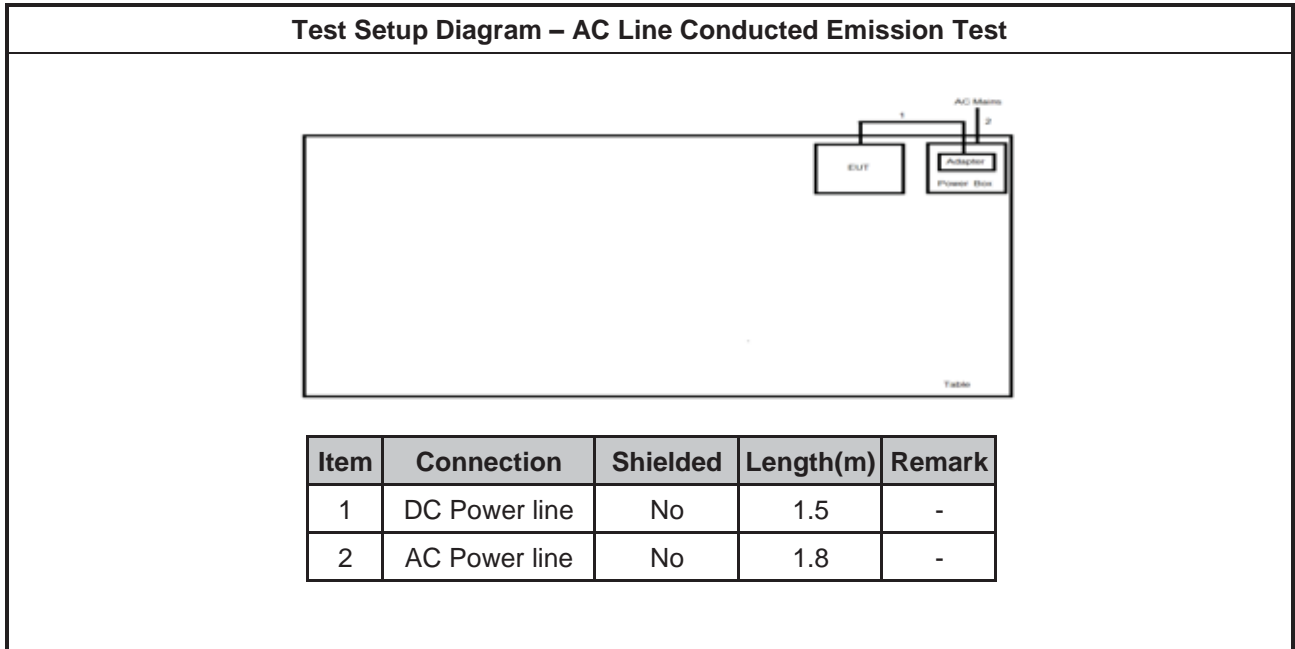 Test Setup Diagram – AC Line Conducted Emission Test
AC Mains
1
2
EUT
Adapter
Power Box
Table
Item Connection Shielded Length(m) Remark
1 DC Power line No 1.5 -
2 AC Power line No 1.8 -